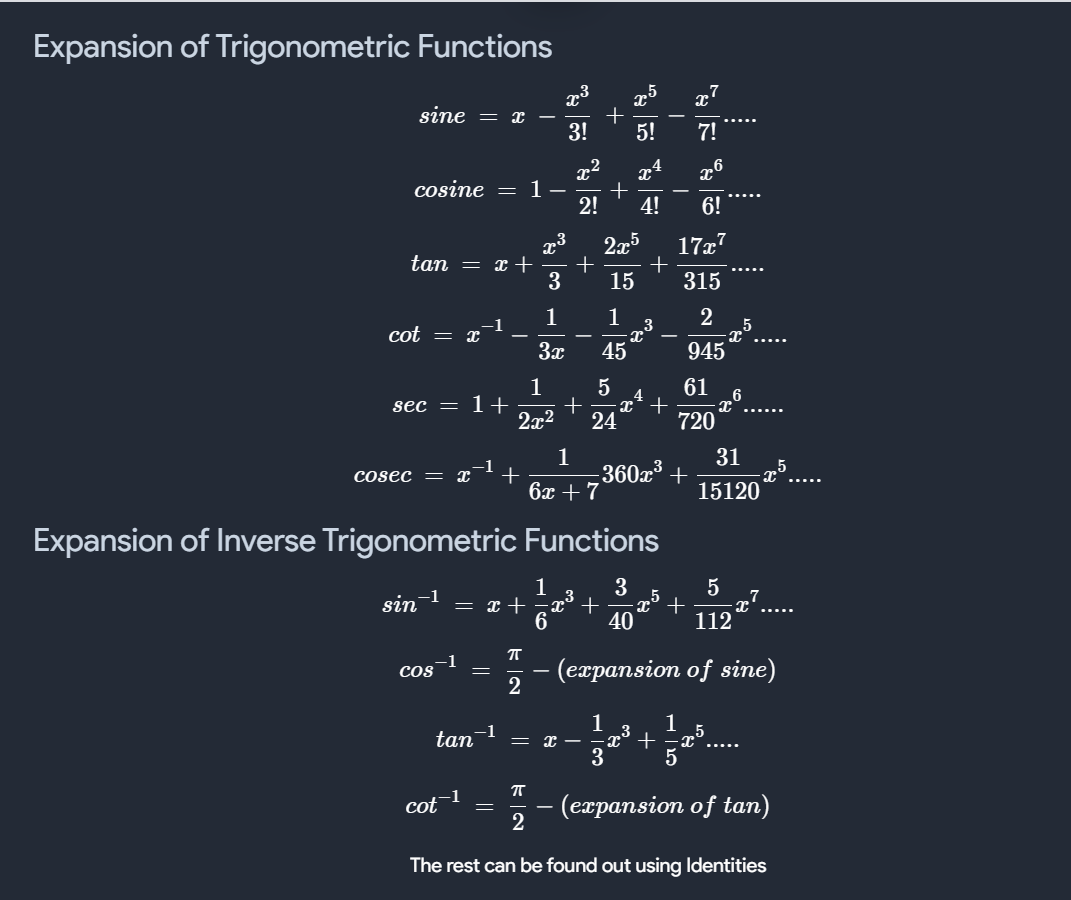 Expansion of Trigonometric Functions
sine = x − x³/3! + x⁵/5! − x⁷/7!.....
cosine = 1 − x²/2! + x⁴/4! − x⁶/6!.....
tan = x + x³/3 + 2x⁵/15 + 17x⁷/315.....
cot = x⁻¹ − 1/(3x) − (1/45)x³ − (2/945)x⁵.....
sec = 1 + 1/(2x²) + (5/24)x⁴ + (61/720)x⁶......
cosec = x⁻¹ + (1/(6x + 7))360x³ + (31/15120)x⁵.....
Expansion of Inverse Trigonometric Functions
sin⁻¹ = x + (1/6)x³ + (3/40)x⁵ + (5/112)x⁷.....
cos⁻¹ = π/2 − (expansion of sine)
tan⁻¹ = x − (1/3)x³ + (1/5)x⁵.....
cot⁻¹ = π/2 − (expansion of tan)
The rest can be found out using Identities